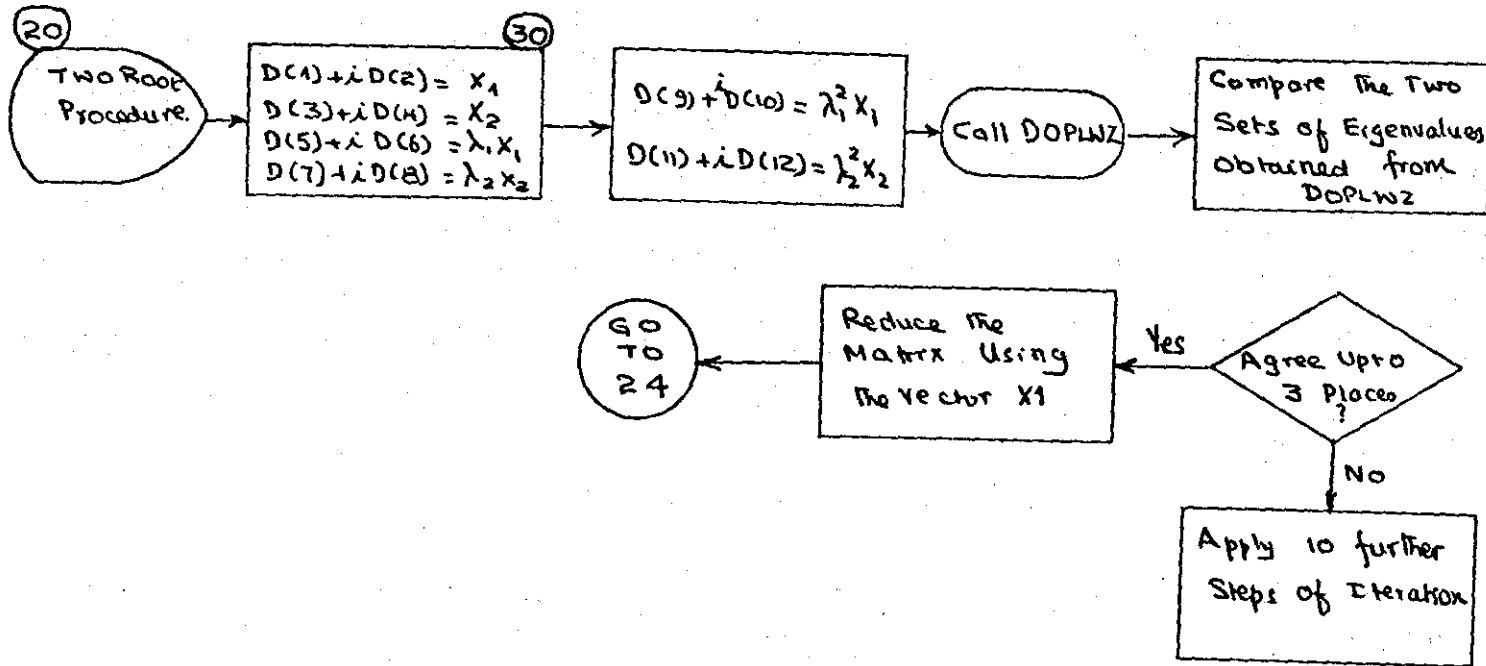 20
Two Root
Procedure.
30
D(1)+iD(2) = X₁
D(3)+iD(4) = X₂
D(5)+iD(6) = λ₁X₁
D(7)+iD(8) = λ₂X₂
D(9)+iD(10) = λ₁²X₁
D(11)+iD(12) = λ₂²X₂
Call DOPLWZ
Compare The Two
Sets of Eigenvalues
Obtained from
DOPLWZ
GO
TO
24
Reduce The
Matrix Using
the vector X1
Yes
Agree Upto
3 Places
?
NO
Apply 10 further
Steps of Iteration